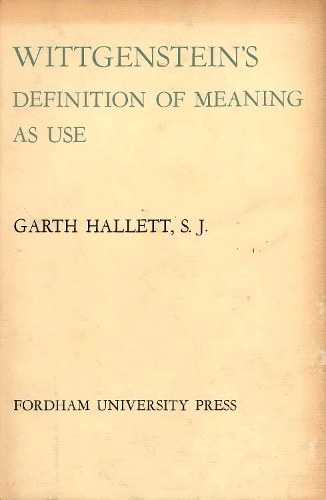 WITTGENSTEIN'S
DEFINITION OF MEANING
AS USE
GARTH HALLETT, S. J.
FORDHAM UNIVERSITY PRESS